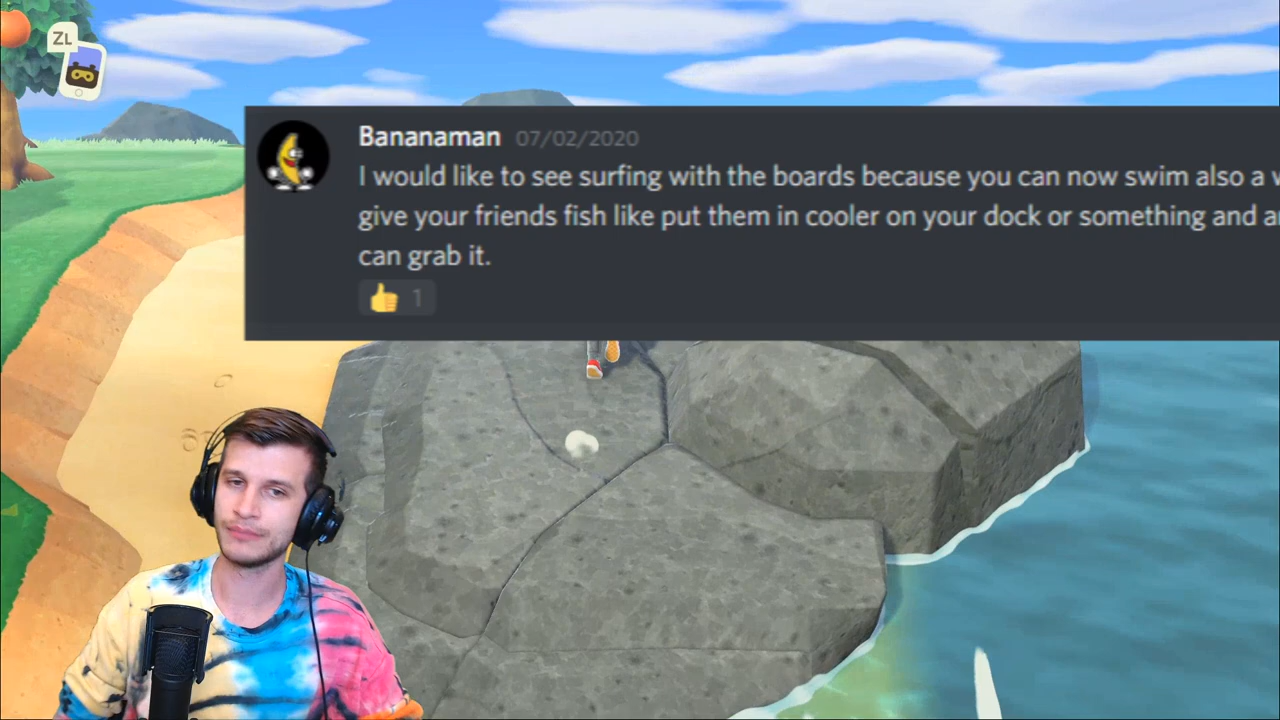 ZL
Bananaman 07/02/2020
I would like to see surfing with the boards because you can now swim also a
give your friends fish like put them in cooler on your dock or something and
can grab it.
1